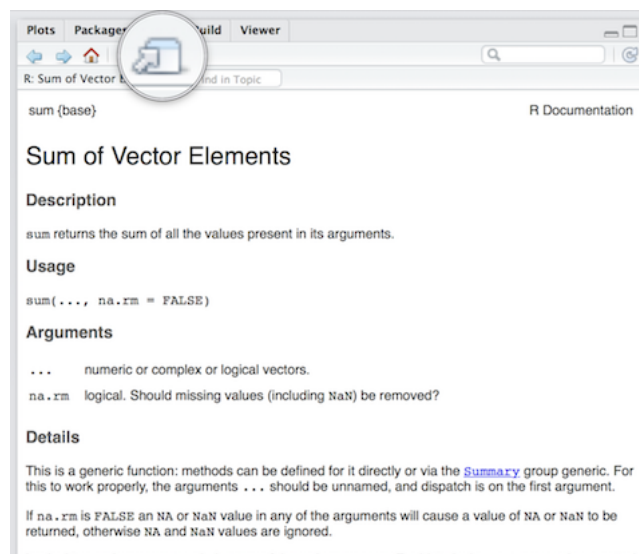 Plots Packages uild Viewer
R: Sum of Vector nd in Topic
sum {base} R Documentation
Sum of Vector Elements
Description
sum returns the sum of all the values present in its arguments.
Usage
sum(..., na.rm = FALSE)
Arguments
... numeric or complex or logical vectors.
na.rm logical. Should missing values (including NaN) be removed?
Details
This is a generic function: methods can be defined for it directly or via the Summary group generic. For
this to work properly, the arguments ... should be unnamed, and dispatch is on the first argument.
If na.rm is FALSE an NA or NaN value in any of the arguments will cause a value of NA or NaN to be
returned, otherwise NA and NaN values are ignored.